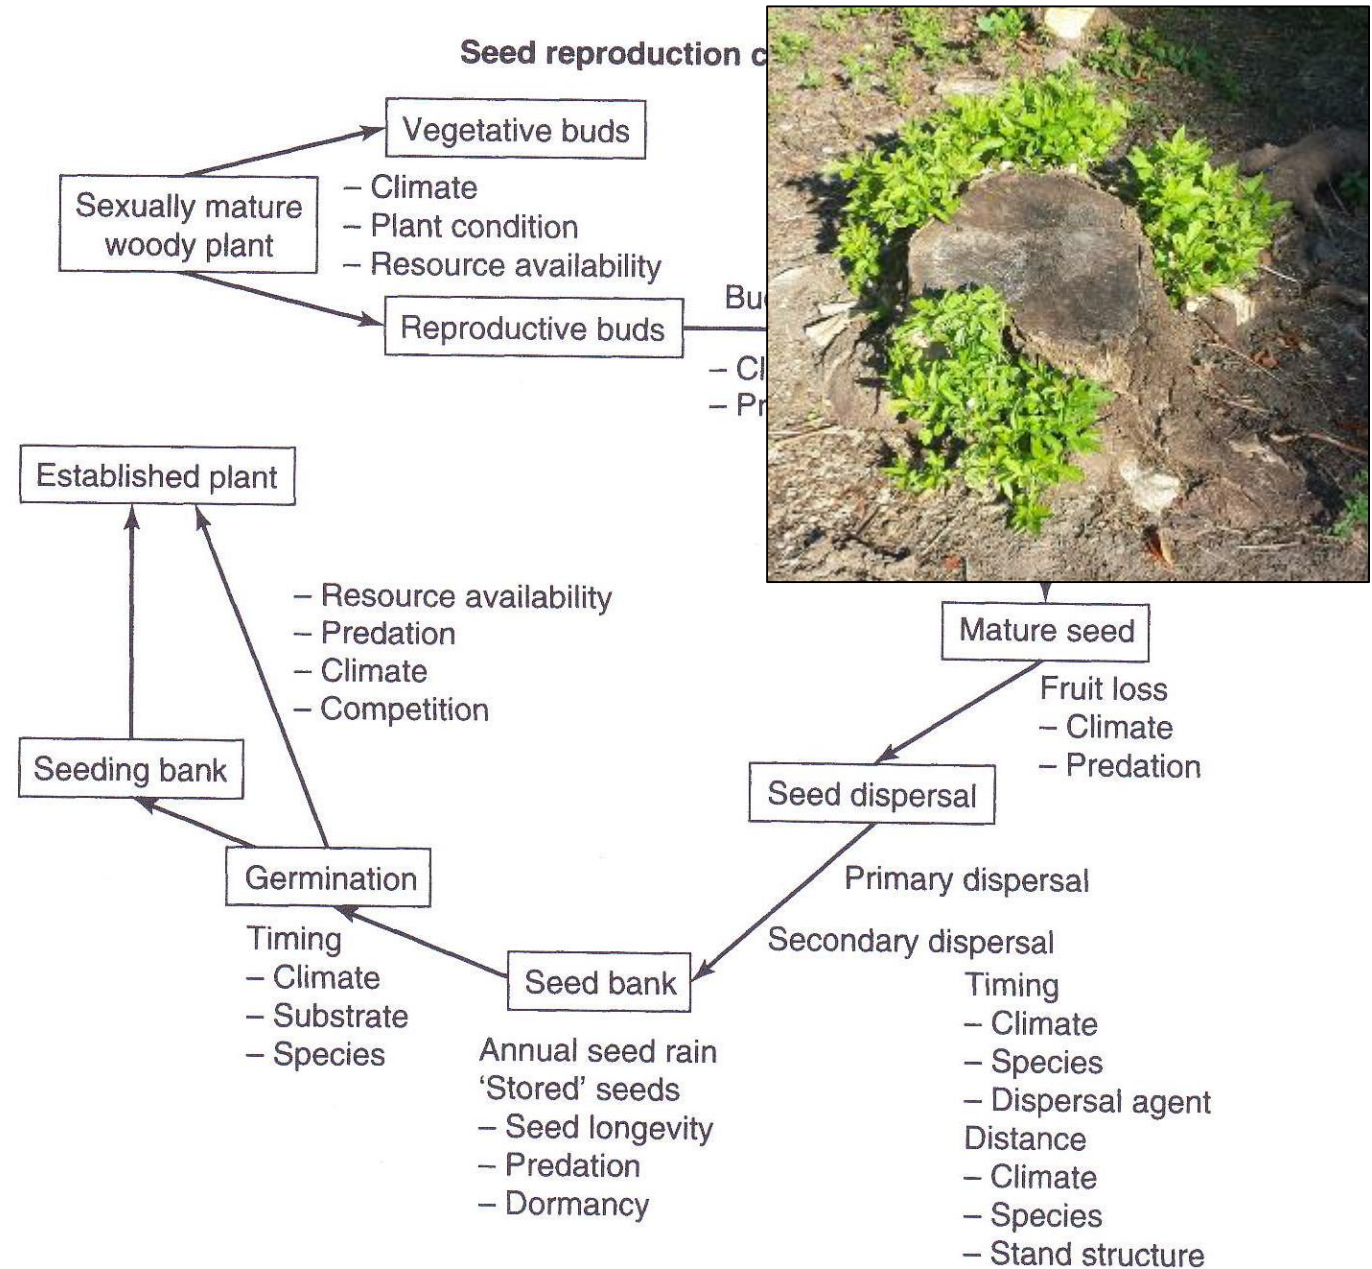 Seed reproduction c
Vegetative buds
Sexually mature
woody plant
– Climate
– Plant condition
– Resource availability
Reproductive buds
Established plant
– Resource availability
– Predation
– Climate
– Competition
Mature seed
Fruit loss
– Climate
– Predation
Seeding bank
Seed dispersal
Germination
Primary dispersal
Timing
– Climate
– Substrate
– Species
Seed bank
Secondary dispersal
Timing
– Climate
– Species
– Dispersal agent
Distance
– Climate
– Species
– Stand structure
Annual seed rain
'Stored' seeds
– Seed longevity
– Predation
– Dormancy